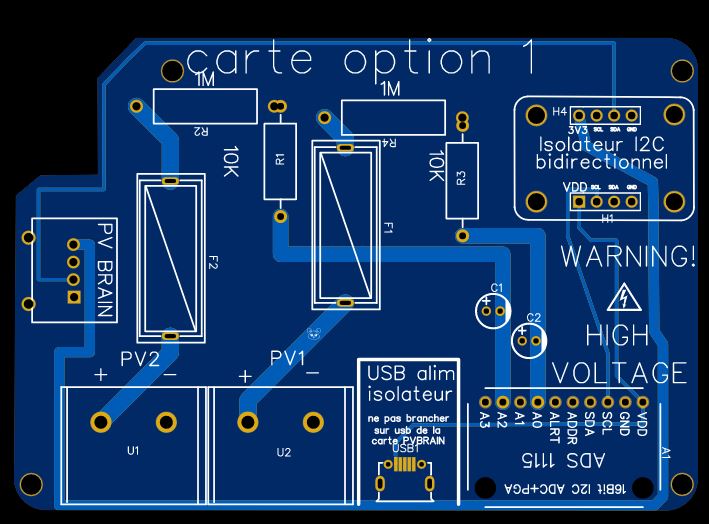 carte option 1
1M
R2
1M
R4
10K
R1
10K
R3
H4
3V3 SCL SDA GND
Isolateur I2C
bidirectionnel
VDD SCL SDA GND
H1
PV BRAIN
F2
F1
WARNING!
HIGH
VOLTAGE
C1
+
C2
+
PV2
+ −
PV1
+ −
U1
U2
USB alim
isolateur
ne pas brancher
sur usb de la
carte PVBRAIN
USB1
A3 A2 A1 A0 ALRT ADDR SDA SCL GND VDD
A1
ADS 1115
16Bit I2C ADC+PGA